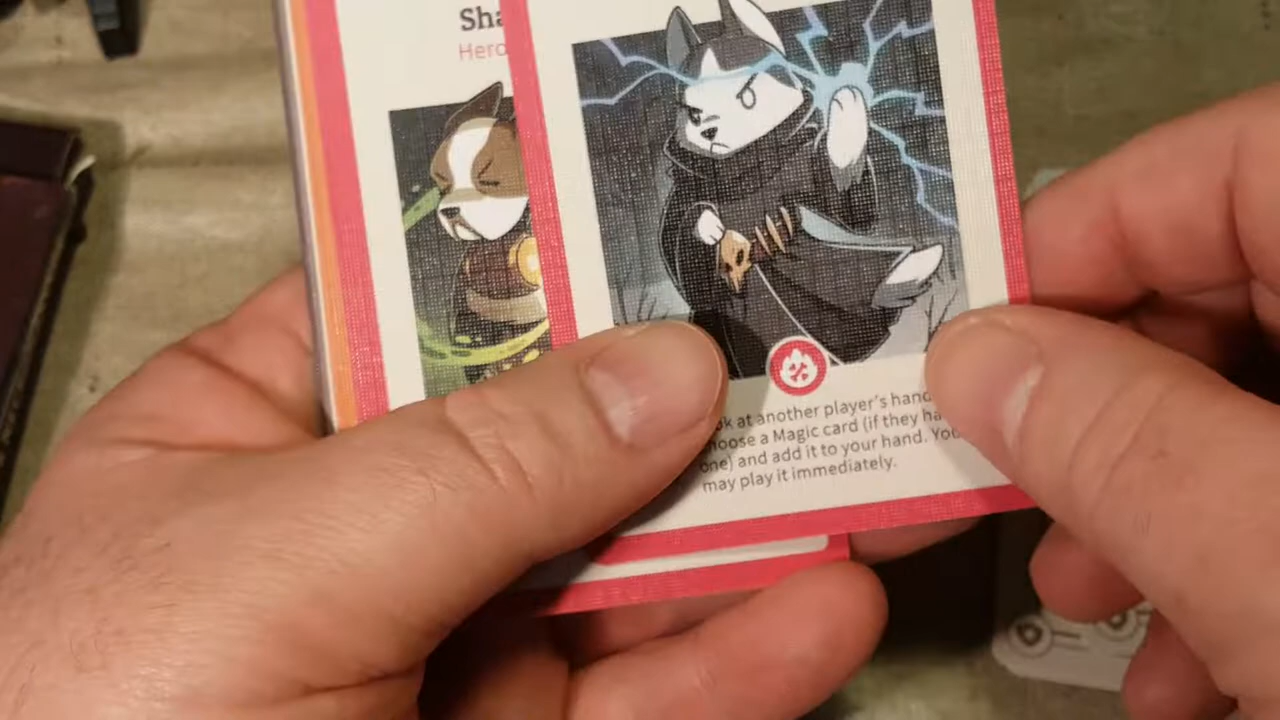 Sha
Hero
ok at another player's hand
hoose a Magic card (if they ha
one) and add it to your hand. You
may play it immediately.